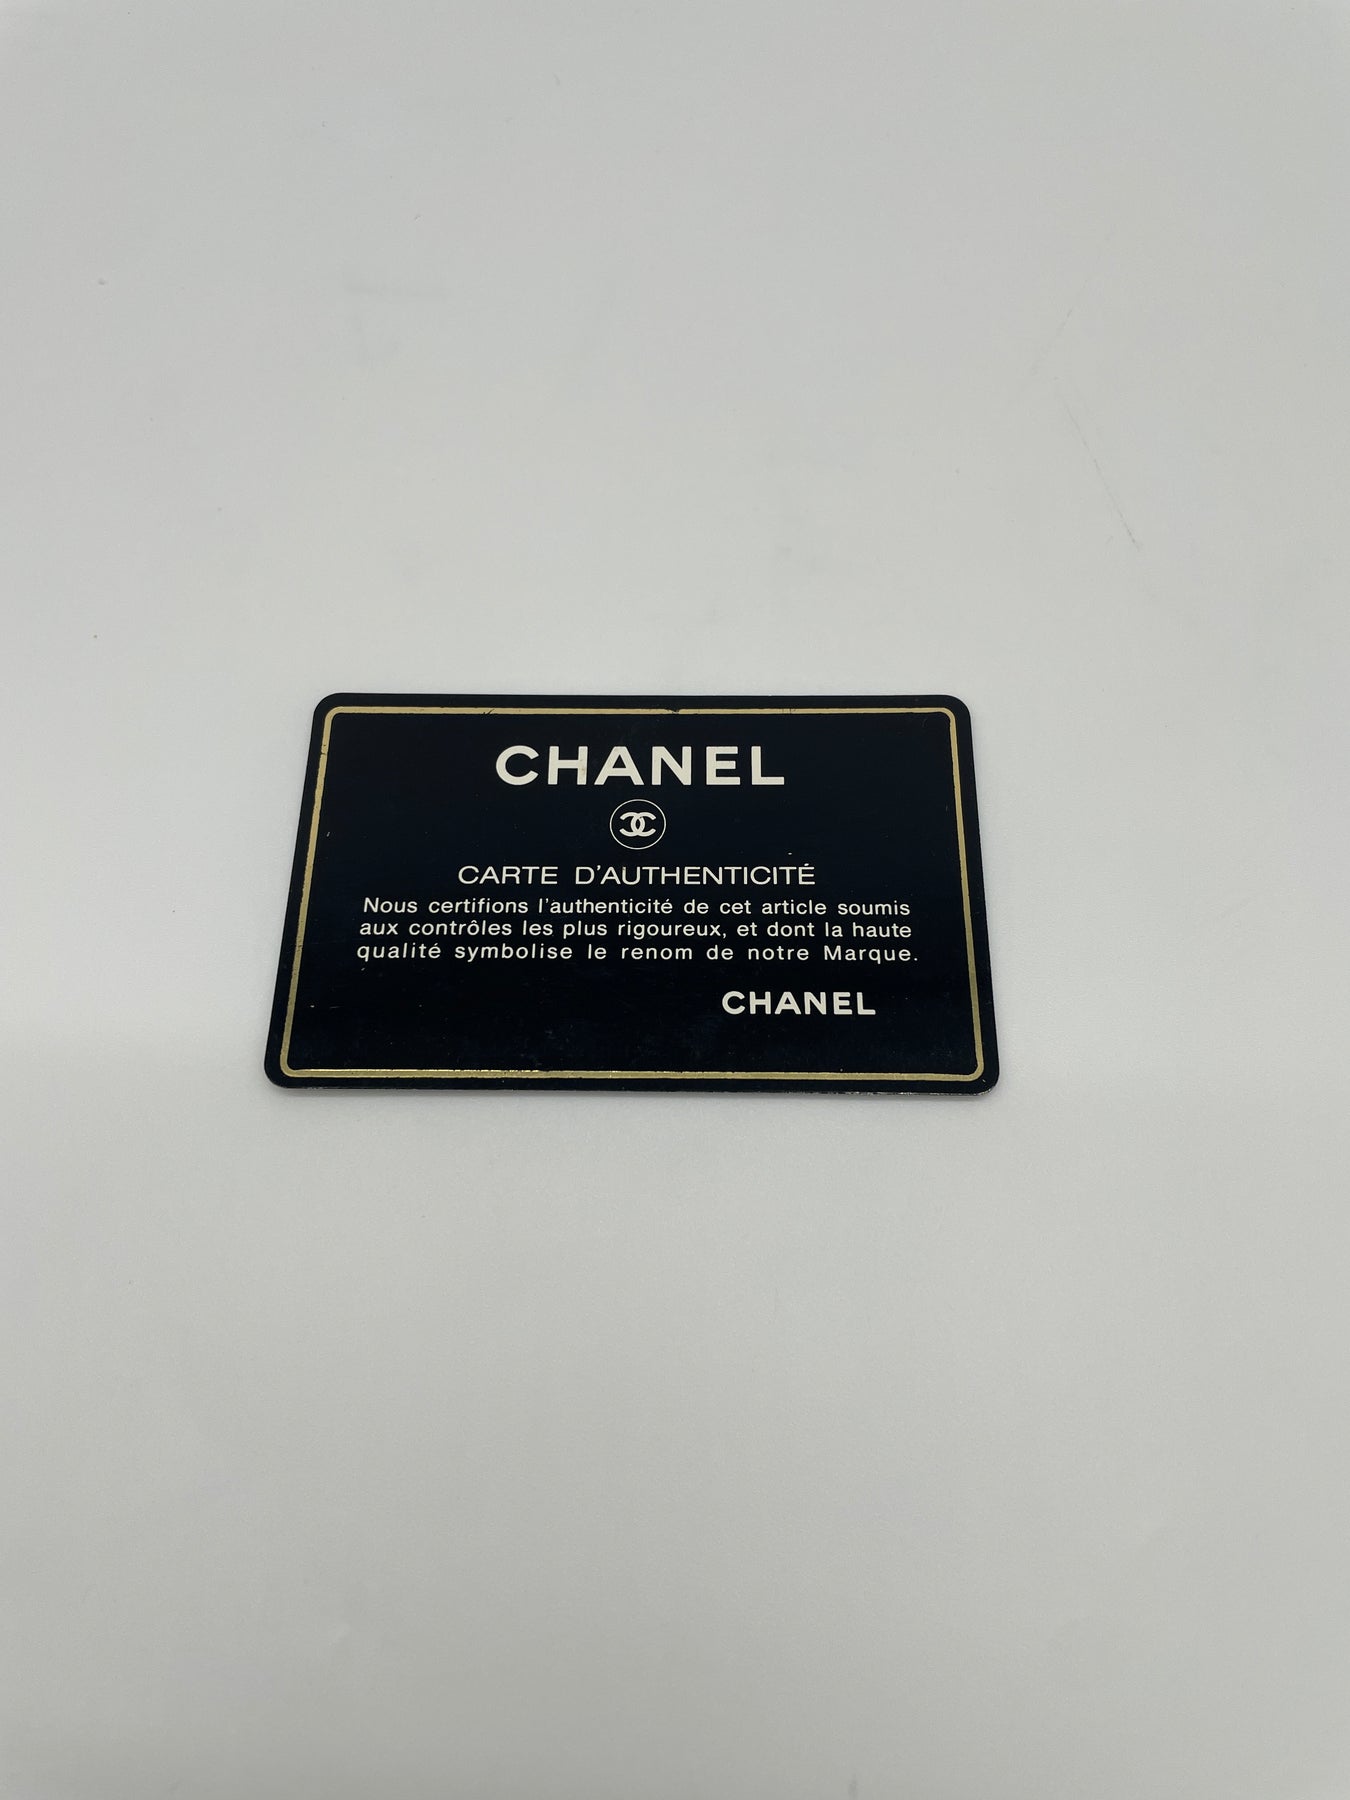 CHANEL
CARTE D'AUTHENTICITÉ
Nous certifions l'authenticité de cet article soumis
aux contrôles les plus rigoureux, et dont la haute
qualité symbolise le renom de notre Marque.
CHANEL